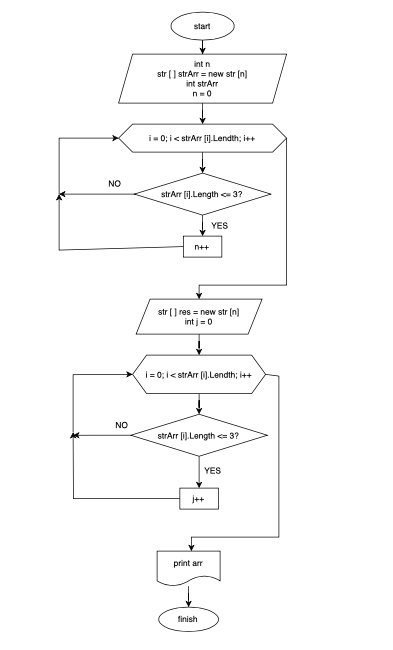 start
int n
str [ ] strArr = new str [n]
int strArr
n = 0
i = 0; i < strArr [i].Lendth; i++
NO
strArr [i].Length <= 3?
YES
n++
str [ ] res = new str [n]
int j = 0
i = 0; i < strArr [i].Lendth; i++
NO
strArr [i].Length <= 3?
YES
j++
print arr
finish